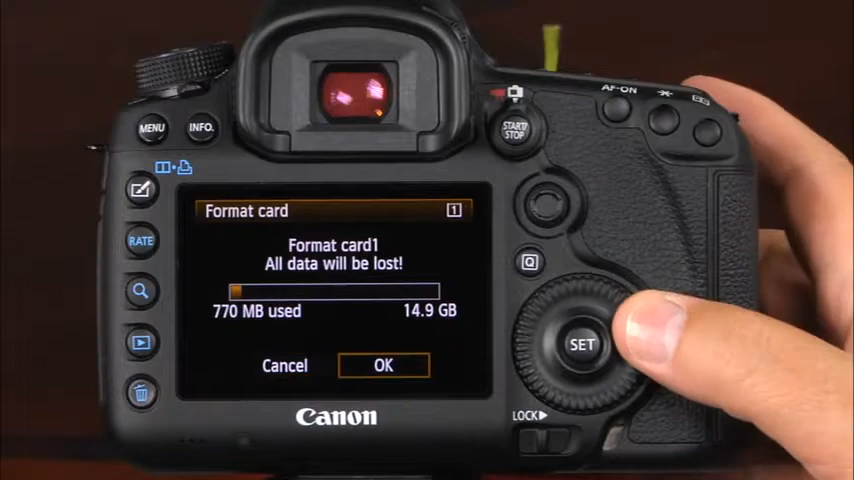 AF-ON
MENU
INFO.
START/
STOP
RATE
Format card
1
Format card1
All data will be lost!
770 MB used
14.9 GB
Cancel
OK
Q
SET
LOCK▶
Canon